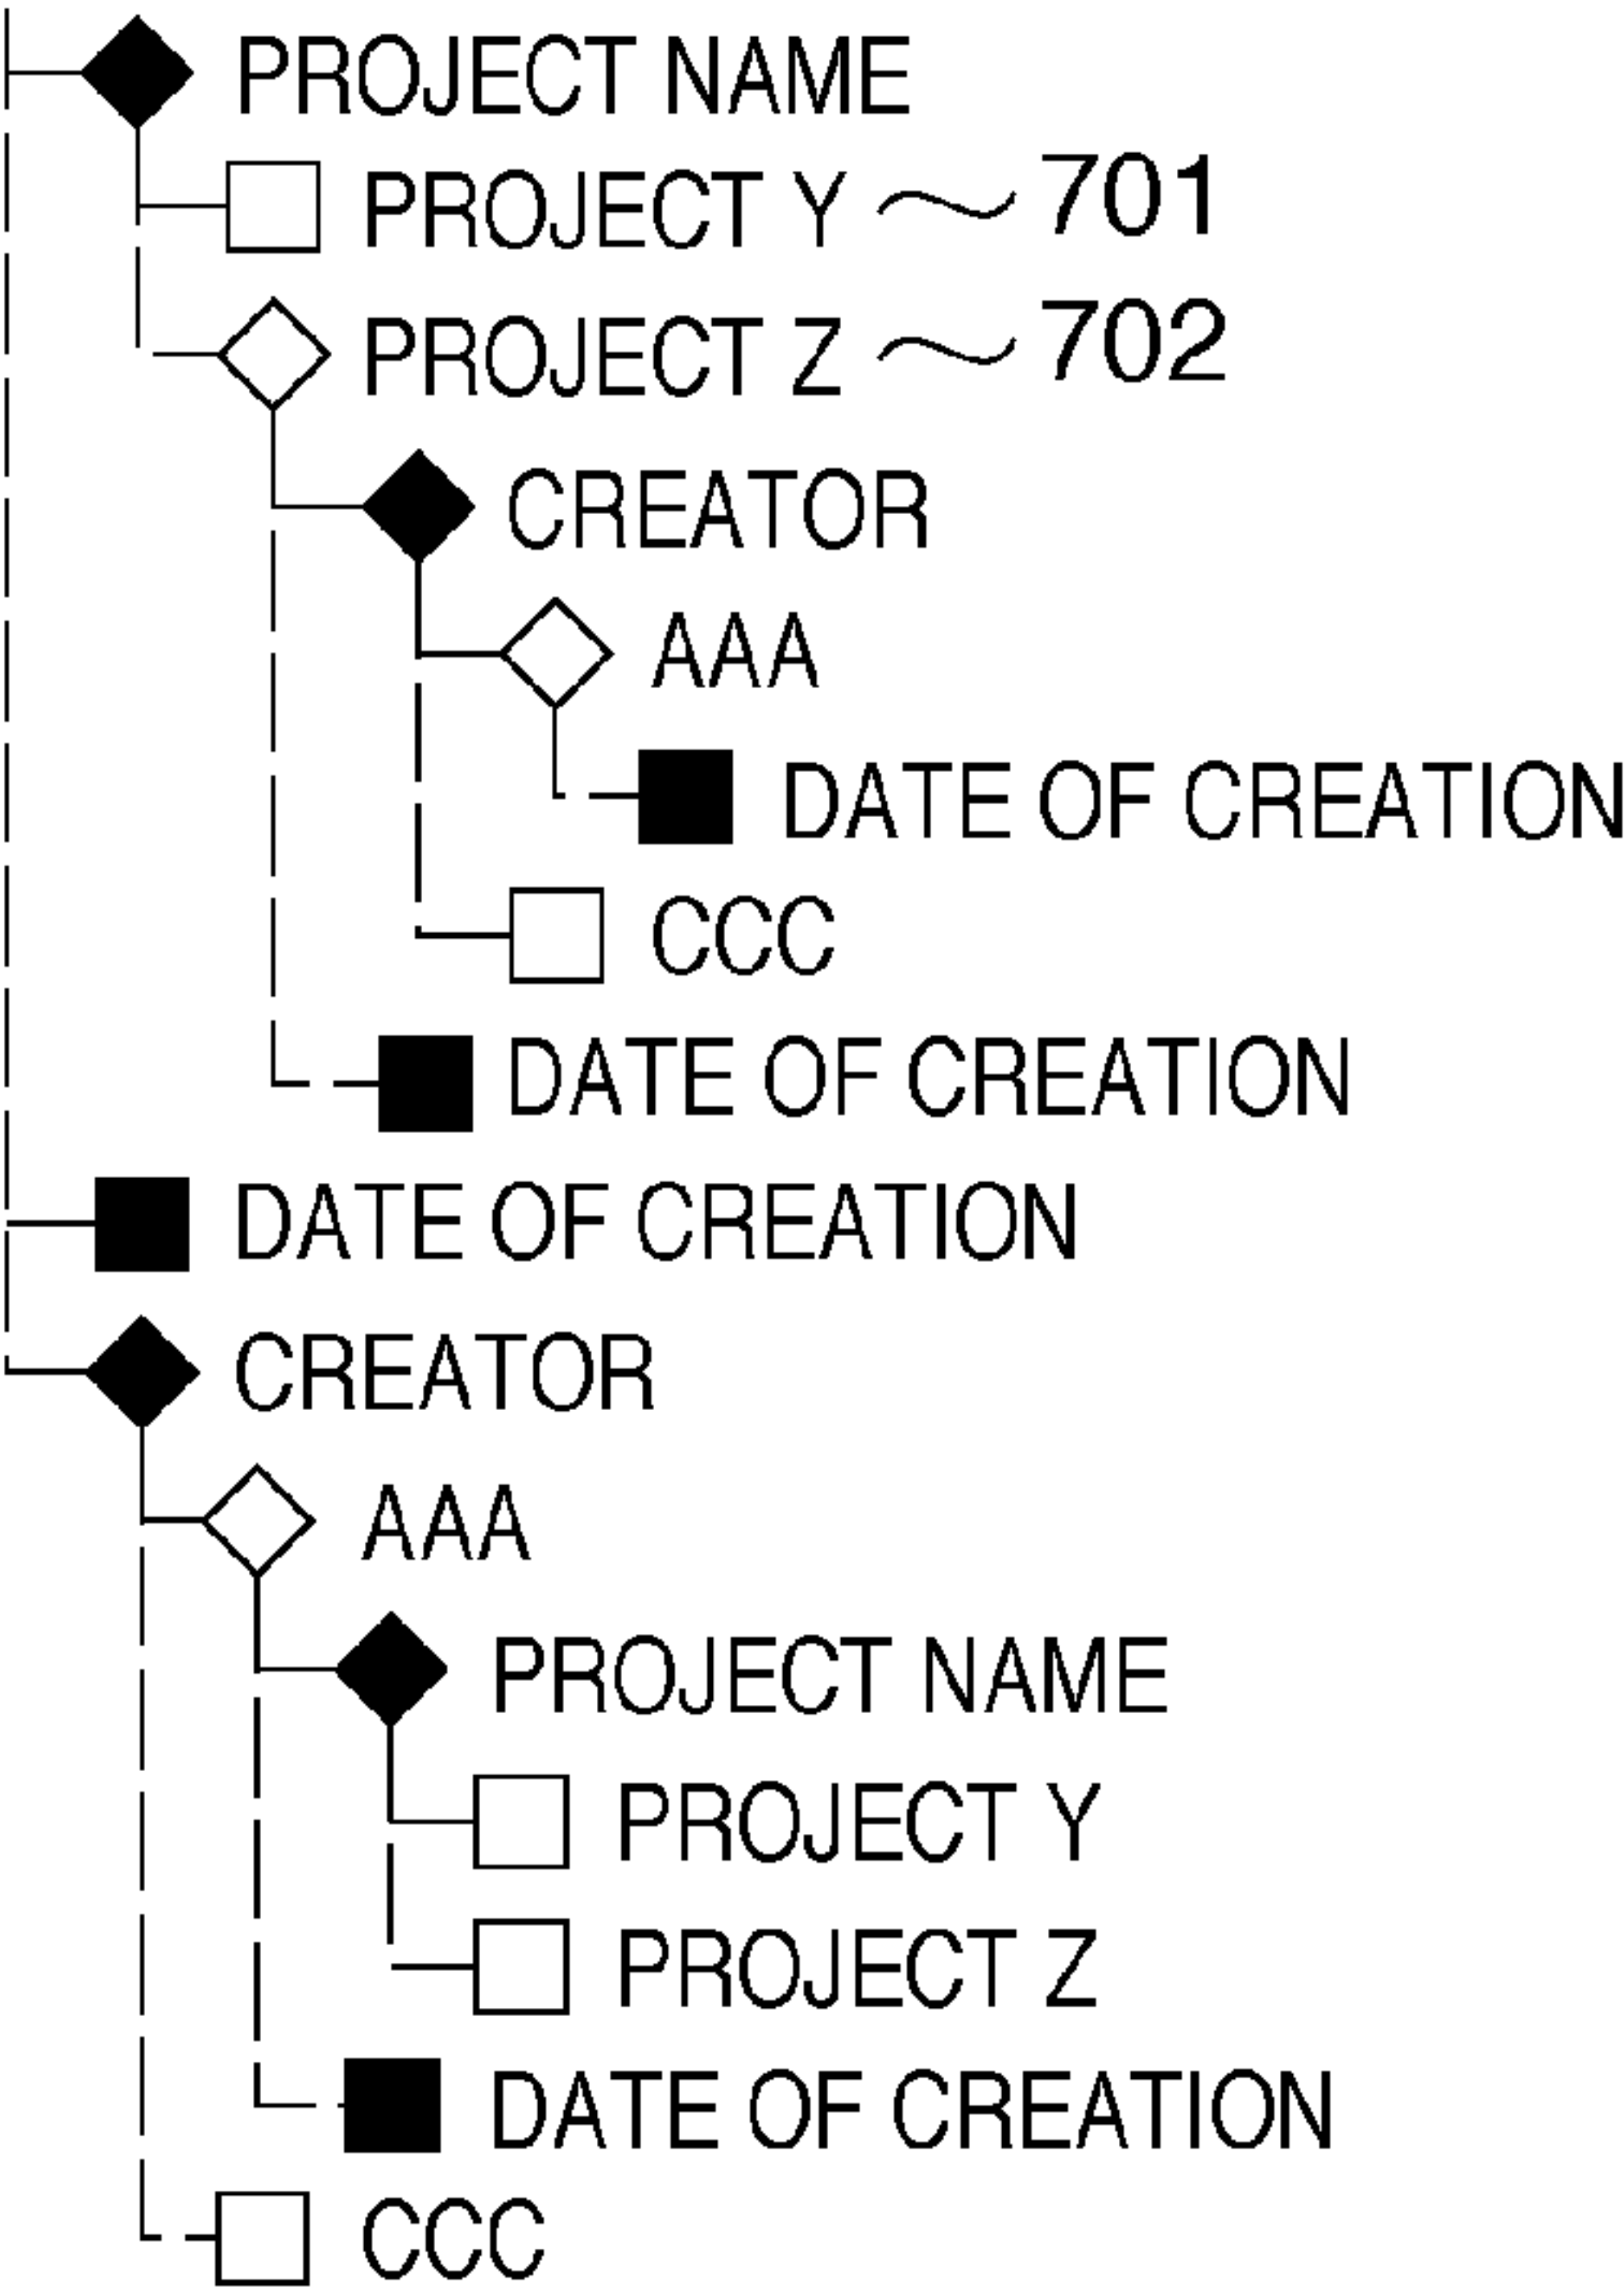 PROJECT NAME
PROJECT Y 701
PROJECT Z 702
CREATOR
AAA
DATE OF CREATION
CCC
DATE OF CREATION
DATE OF CREATION
CREATOR
AAA
PROJECT NAME
PROJECT Y
PROJECT Z
DATE OF CREATION
CCC